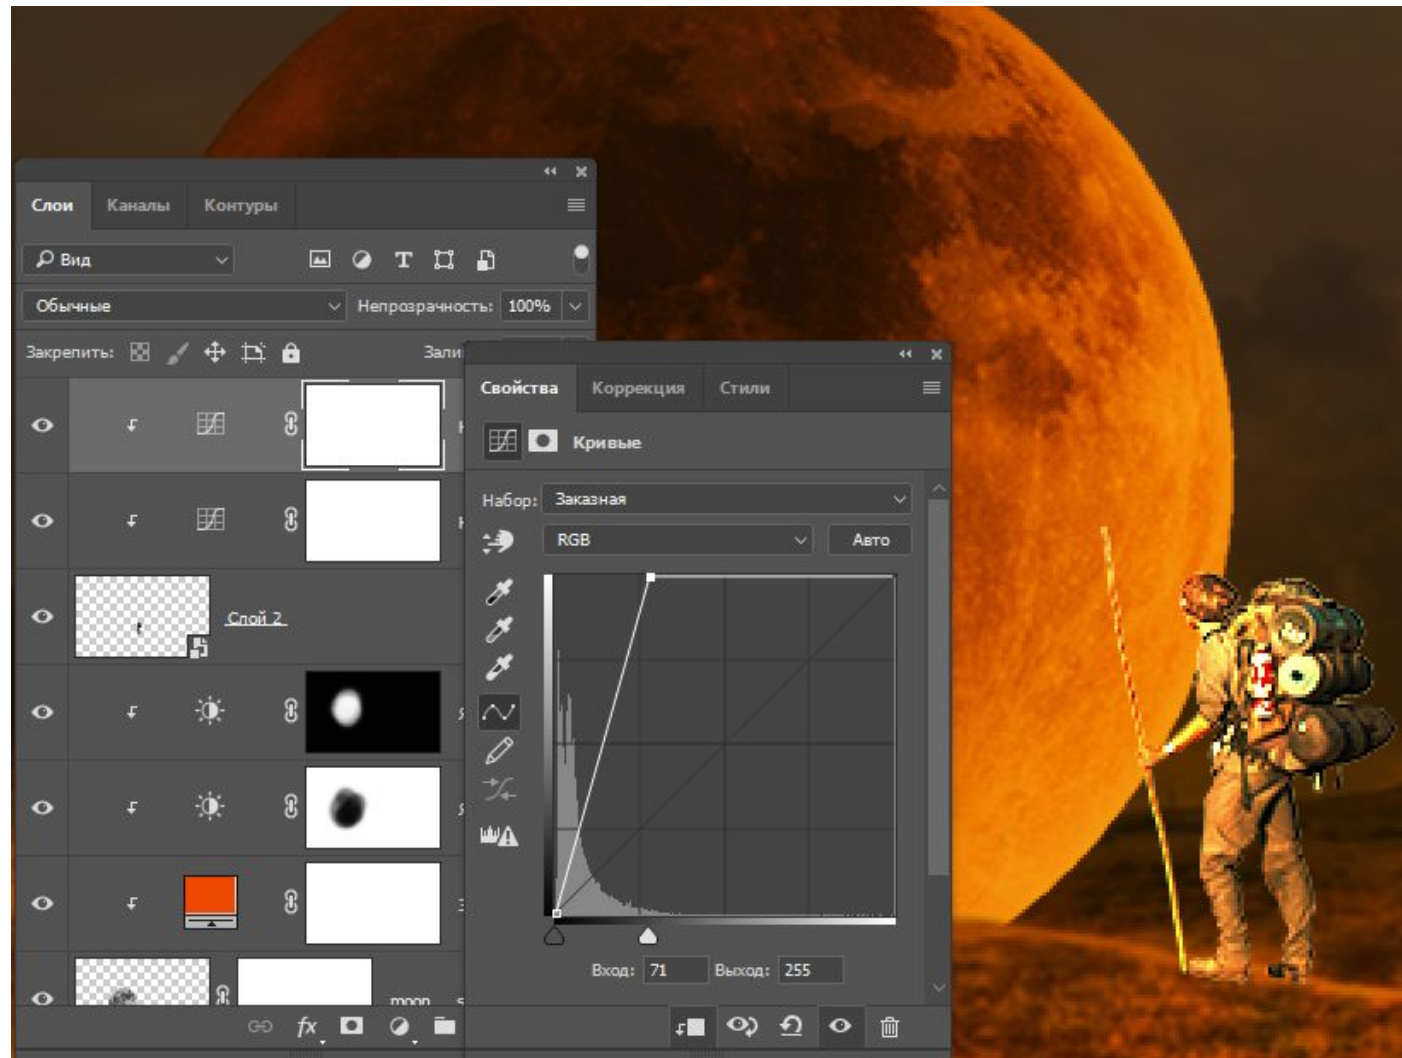 Слои Каналы Контуры
Вид
Обычные Непрозрачность: 100%
Закрепить:
Свойства Коррекция Стили
Кривые
Набор: Заказная
RGB Авто
Слой 2
Вход: 71 Выход: 255
moon
fx